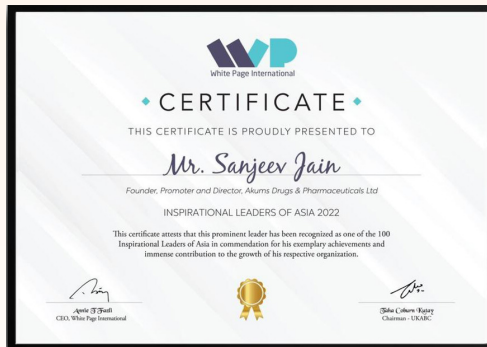 WP
White Page International
CERTIFICATE
THIS CERTIFICATE IS PROUDLY PRESENTED TO
Mr. Sanjeev Jain
Founder, Promoter and Director, Akums Drugs & Pharmaceuticals Ltd
INSPIRATIONAL LEADERS OF ASIA 2022
This certificate attests that this prominent leader has been recognized as one of the 100
Inspirational Leaders of Asia in commendation for his exemplary achievements and
immense contribution to the growth of his respective organization.
CEO, White Page International
Chairman - UKABC